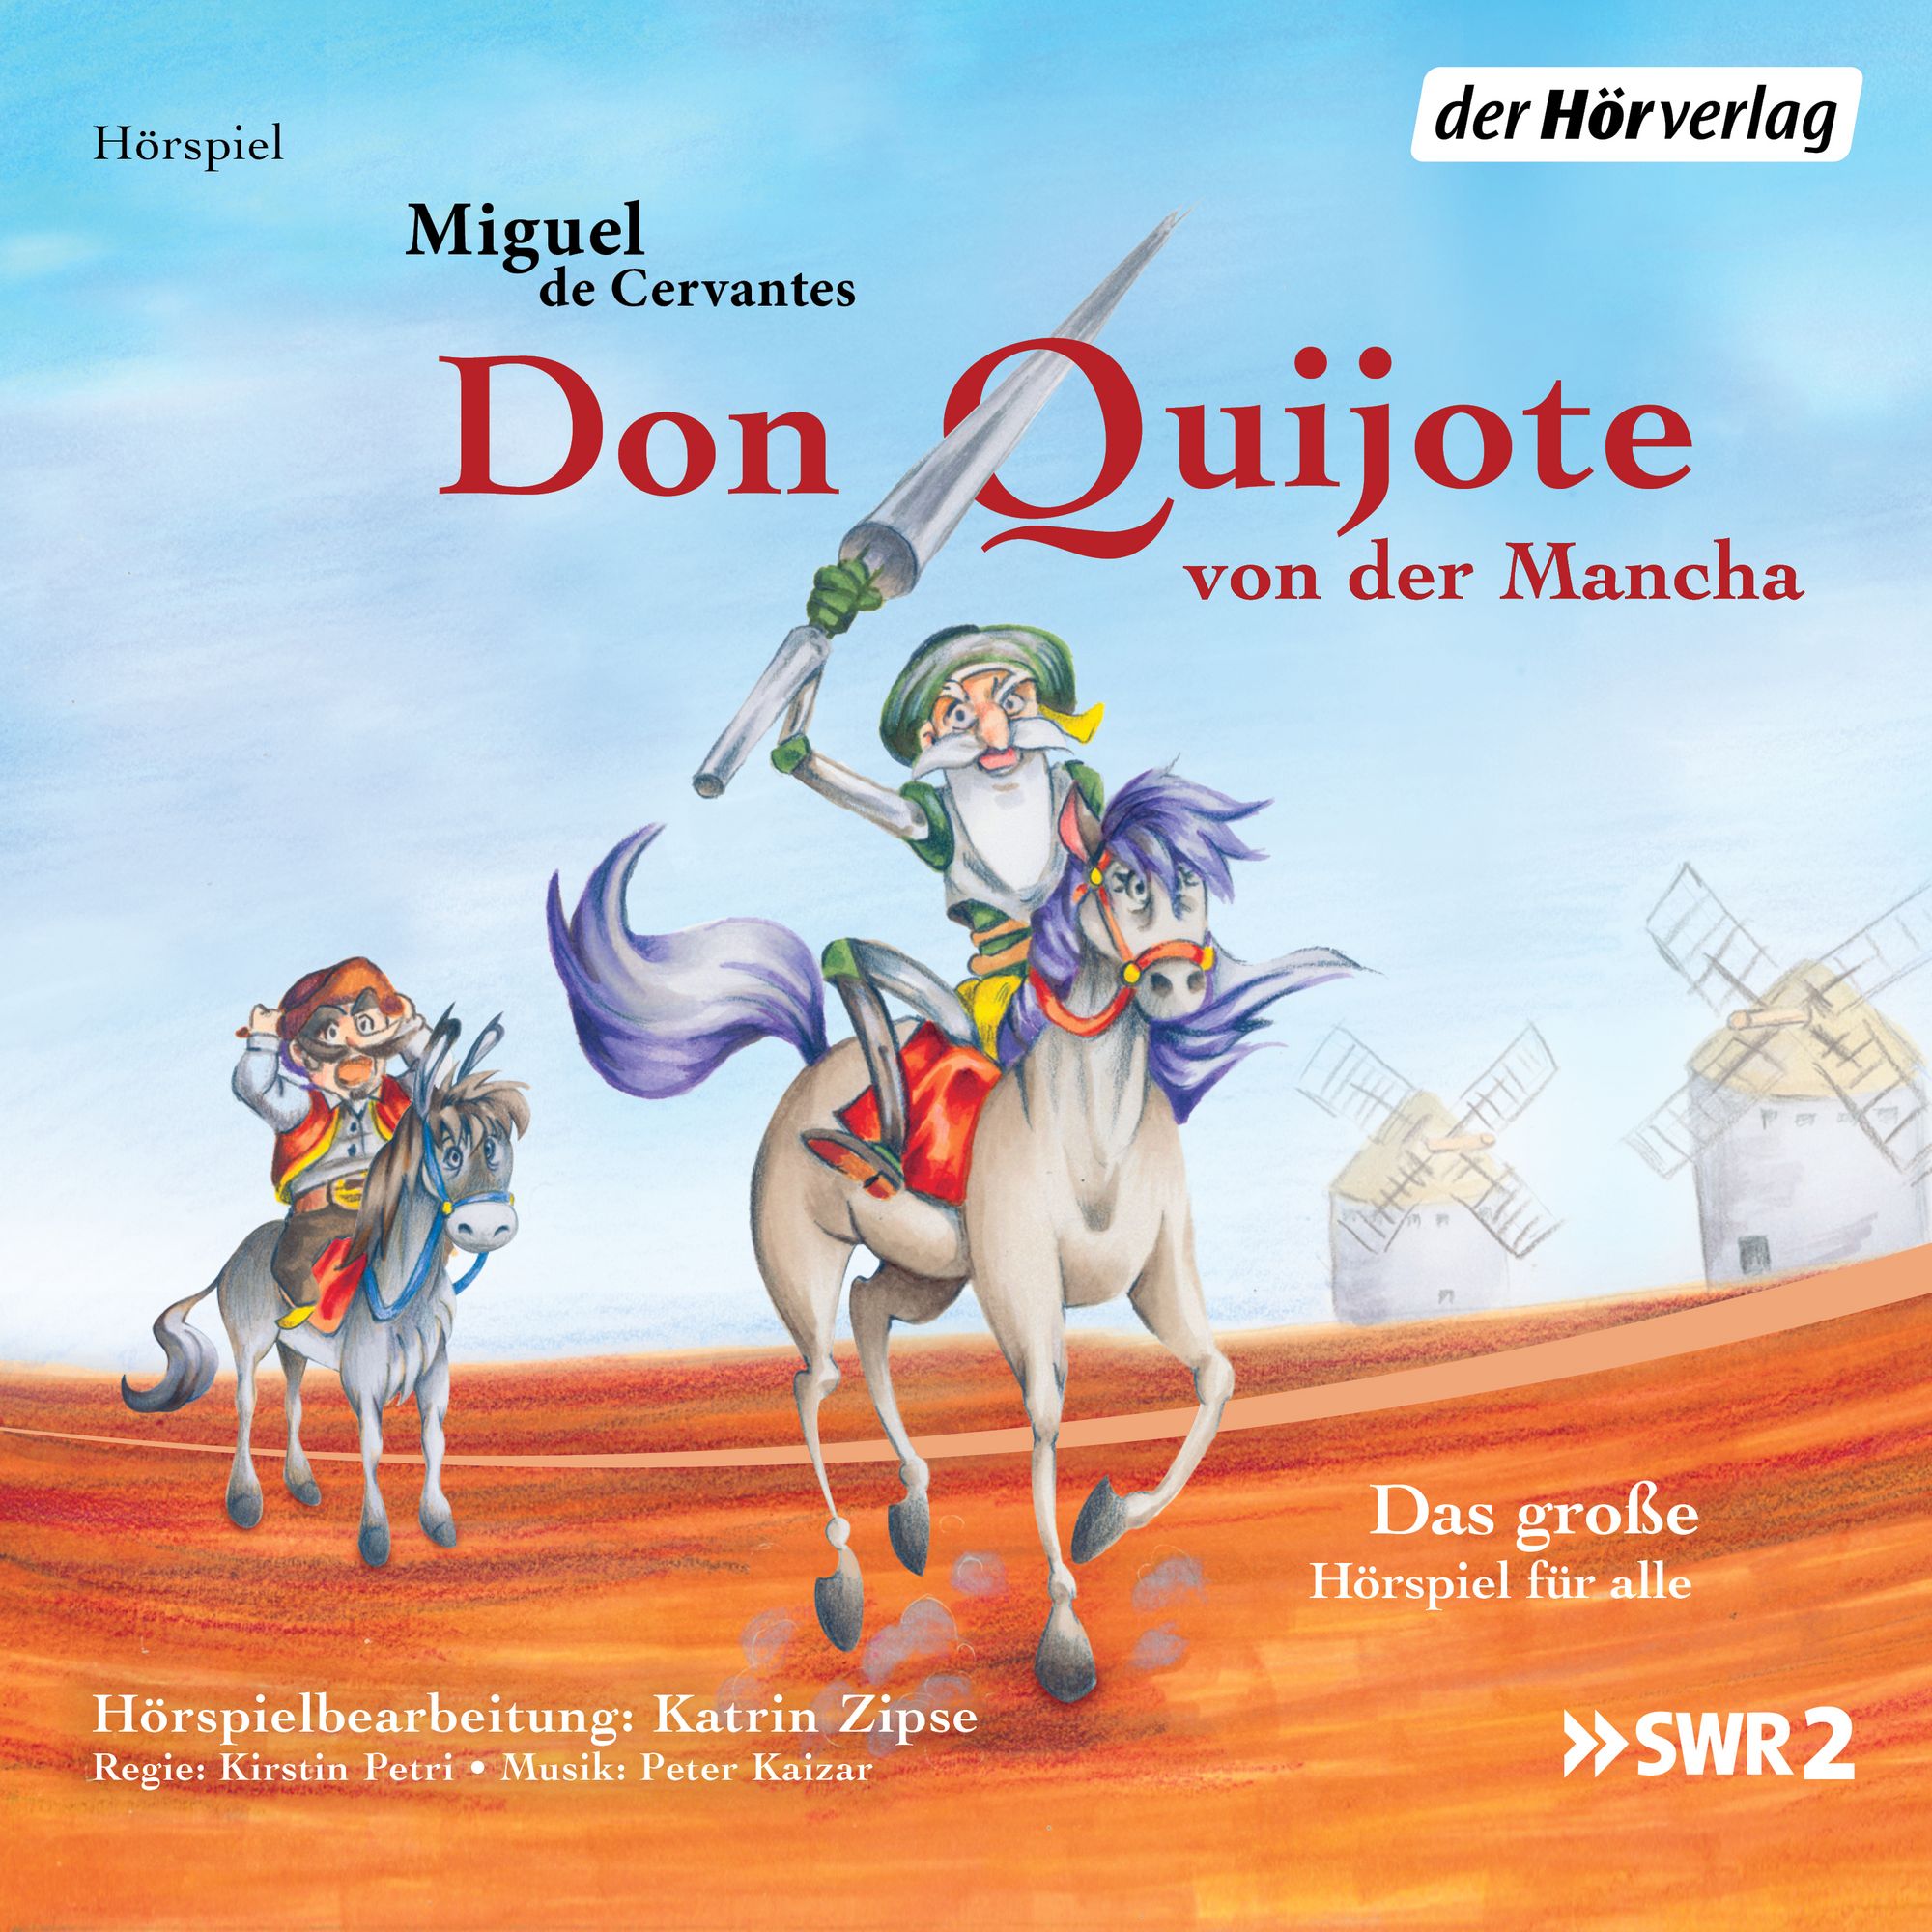 Hörspiel
der Hörverlag
Miguel
de Cervantes
Don Quijote
von der Mancha
Das große
Hörspiel für alle
Hörspielbearbeitung: Katrin Zipse
Regie: Kirstin Petri • Musik: Peter Kaizar
SWR2